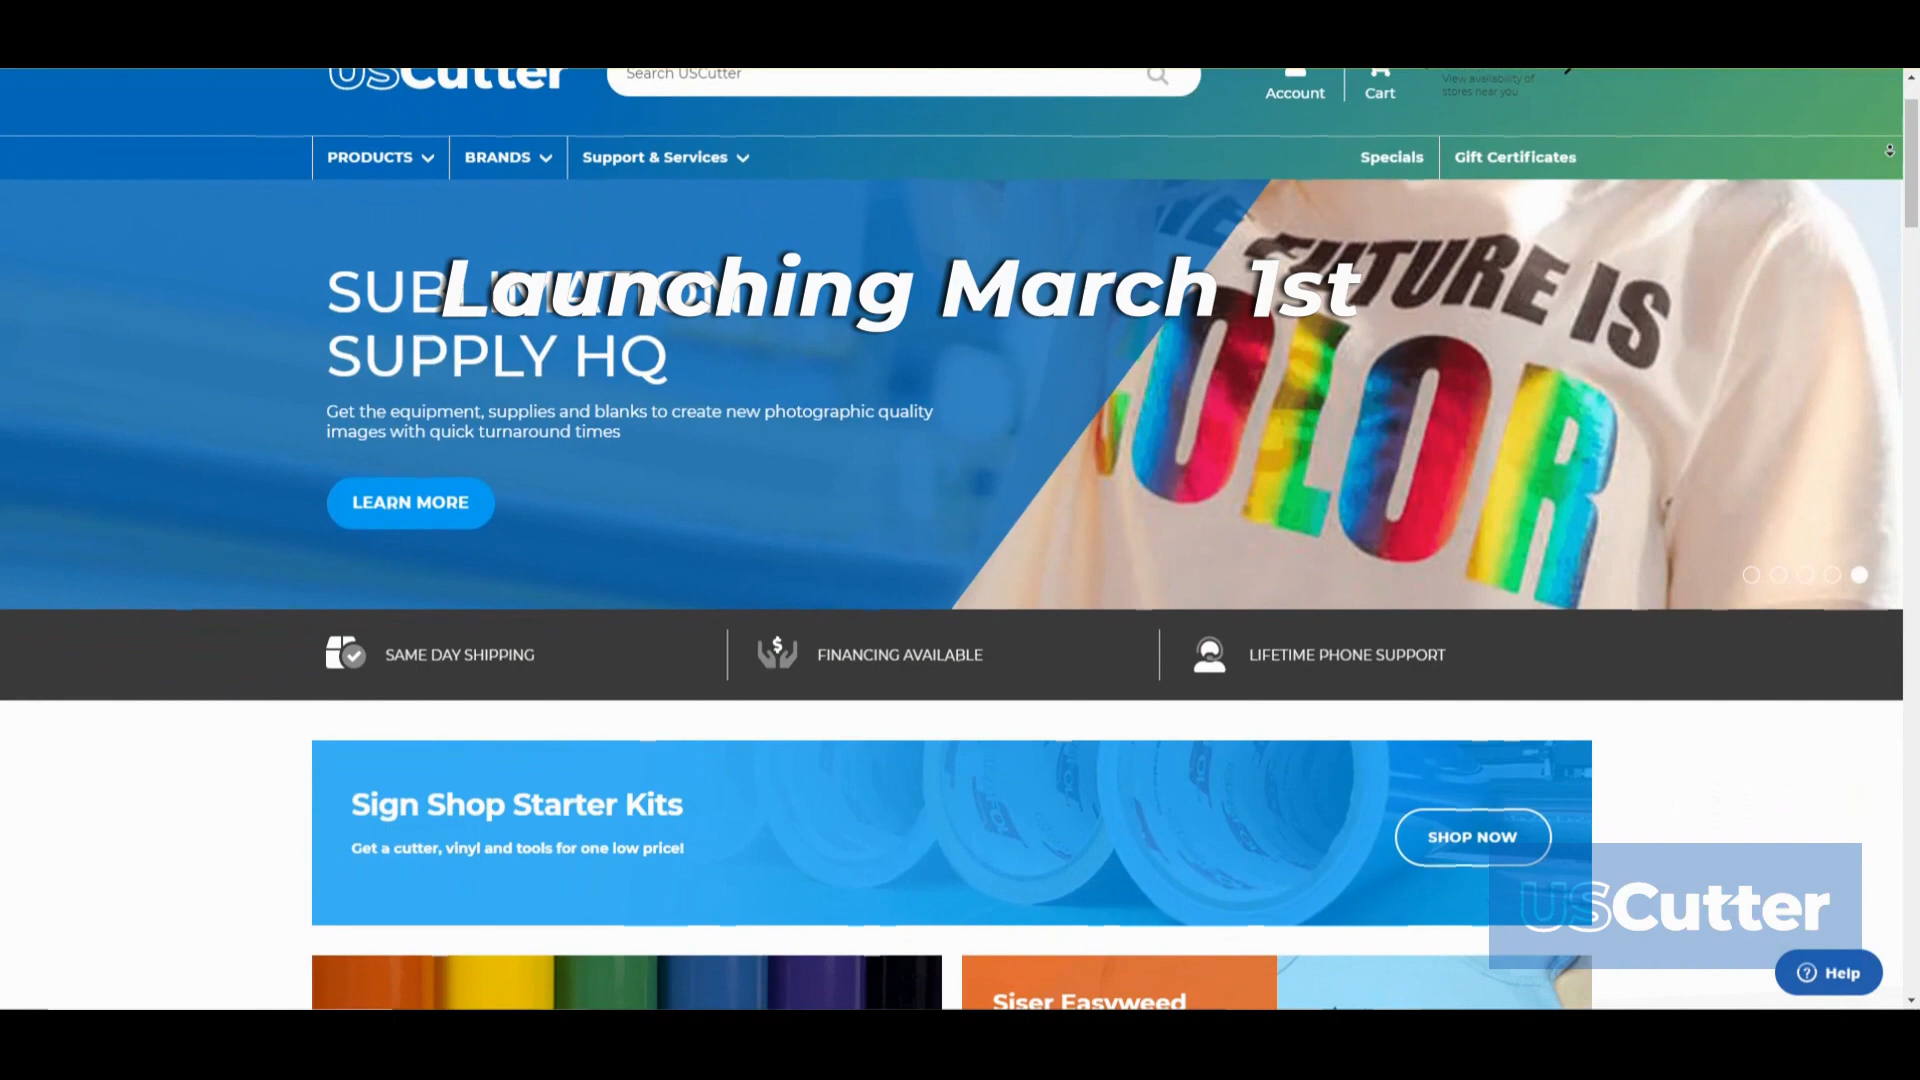 USCutter
Search USCutter
Account
Cart
View availability of
stores near you
PRODUCTS
BRANDS
Support & Services
Specials
Gift Certificates
Launching March 1st
SUPPLY HQ
Get the equipment, supplies and blanks to create new photographic quality
images with quick turnaround times
LEARN MORE
FUTURE IS
COLOR
SAME DAY SHIPPING
FINANCING AVAILABLE
LIFETIME PHONE SUPPORT
Sign Shop Starter Kits
Get a cutter, vinyl and tools for one low price!
SHOP NOW
USCutter
Help
Siser Easyweed